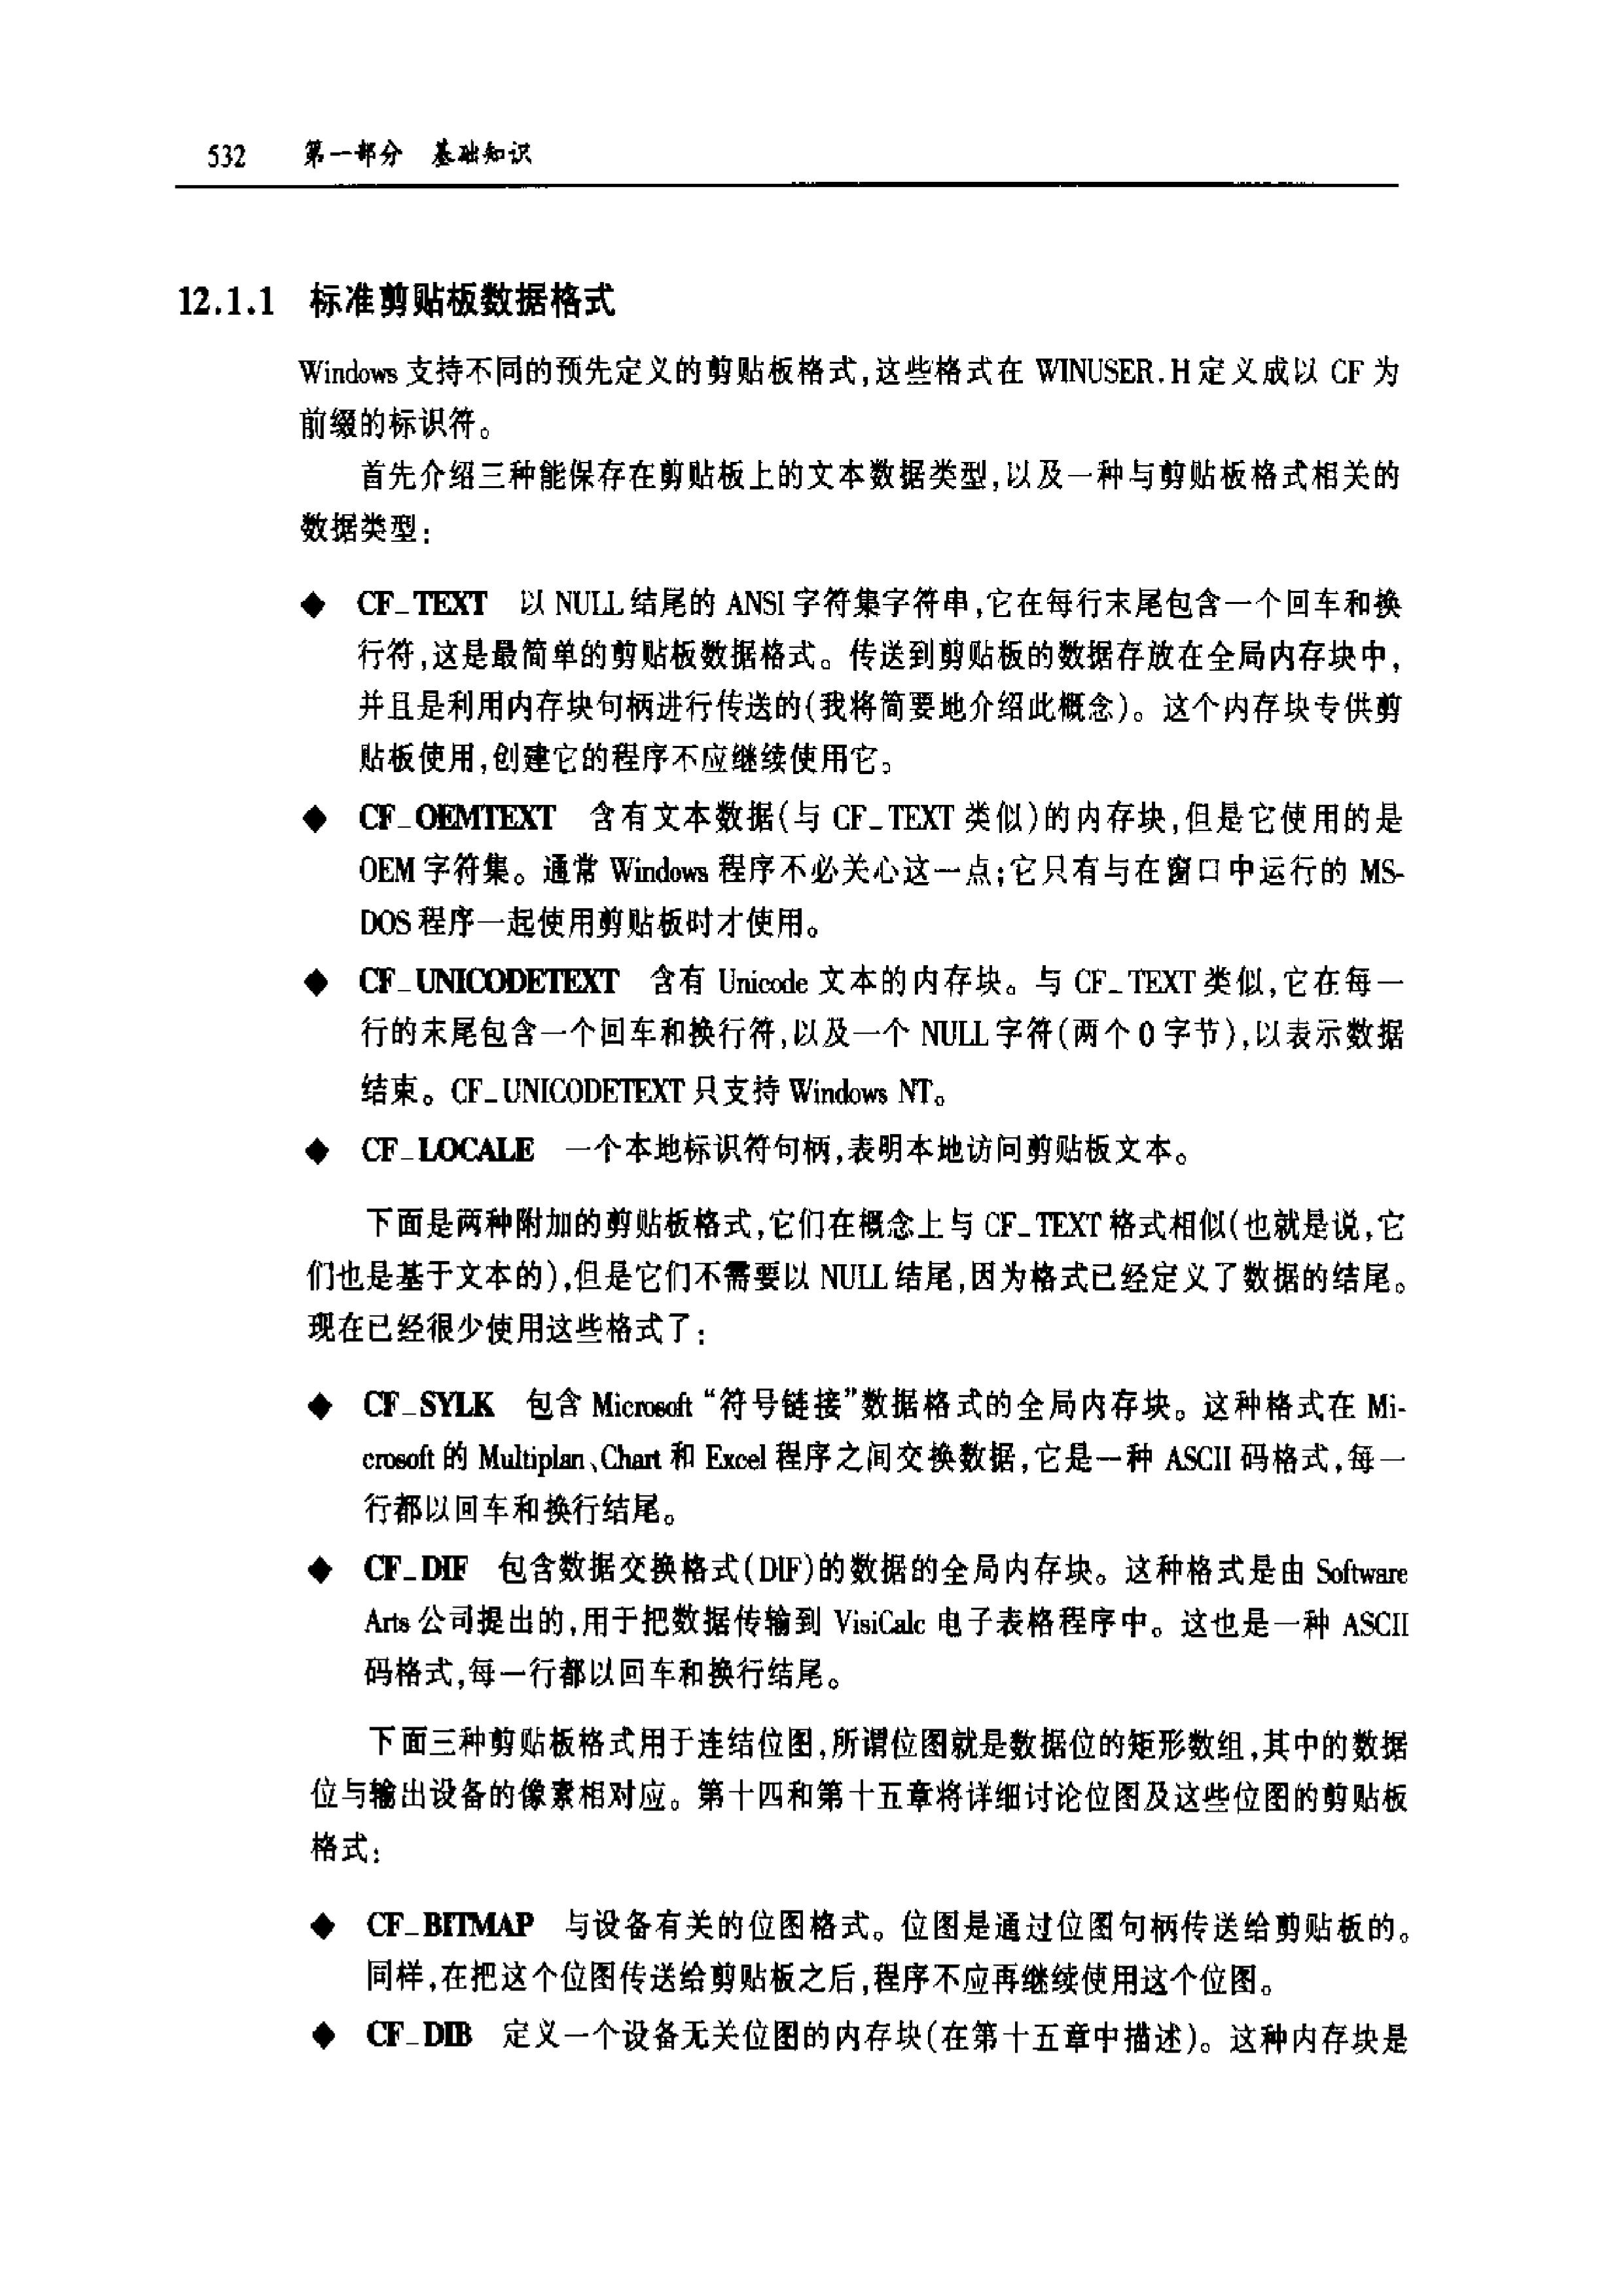 532 第一部分 基础知识
12.1.1 标准剪贴板数据格式
Windows 支持不同的预先定义的剪贴板格式,这些格式在 WINUSER.H 定义成以 CF 为
前缀的标识符。
首先介绍三种能保存在剪贴板上的文本数据类型,以及一种与剪贴板格式相关的
数据类型:
◆ CF_TEXT 以 NULL 结尾的 ANSI 字符集字符串,它在每行末尾包含一个回车和换
行符,这是最简单的剪贴板数据格式。传送到剪贴板的数据存放在全局内存块中,
并且是利用内存块句柄进行传送的(我将简要地介绍此概念)。这个内存块专供剪
贴板使用,创建它的程序不应继续使用它。
◆ CF_OEMTEXT 含有文本数据(与 CF_TEXT 类似)的内存块,但是它使用的是
OEM 字符集。通常 Windows 程序不必关心这一点;它只有与在窗口中运行的 MS-
DOS 程序一起使用剪贴板时才使用。
◆ CF_UNICODETEXT 含有 Unicode 文本的内存块。与 CF_TEXT 类似,它在每一
行的末尾包含一个回车和换行符,以及一个 NULL 字符(两个 0 字节),以表示数据
结束。CF_UNICODETEXT 只支持 Windows NT。
◆ CF_LOCALE 一个本地标识符句柄,表明本地访问剪贴板文本。
下面是两种附加的剪贴板格式,它们在概念上与 CF_TEXT 格式相似(也就是说,它
们也是基于文本的),但是它们不需要以 NULL 结尾,因为格式已经定义了数据的结尾。
现在已经很少使用这些格式了:
◆ CF_SYLK 包含 Microsoft “符号链接”数据格式的全局内存块。这种格式在 Mi-
crosoft 的 Multiplan、Chart 和 Excel 程序之间交换数据,它是一种 ASCII 码格式,每一
行都以回车和换行结尾。
◆ CF_DIF 包含数据交换格式(DIF)的数据的全局内存块。这种格式是由 Software
Arts 公司提出的,用于把数据传输到 VisiCalc 电子表格程序中。这也是一种 ASCII
码格式,每一行都以回车和换行结尾。
下面三种剪贴板格式用于连结位图,所谓位图就是数据位的矩形数组,其中的数据
位与输出设备的像素相对应。第十四和第十五章将详细讨论位图及这些位图的剪贴板
格式:
◆ CF_BITMAP 与设备有关的位图格式。位图是通过位图句柄传送给剪贴板的。
同样,在把这个位图传送给剪贴板之后,程序不应再继续使用这个位图。
◆ CF_DIB 定义一个设备无关位图的内存块(在第十五章中描述)。这种内存块是